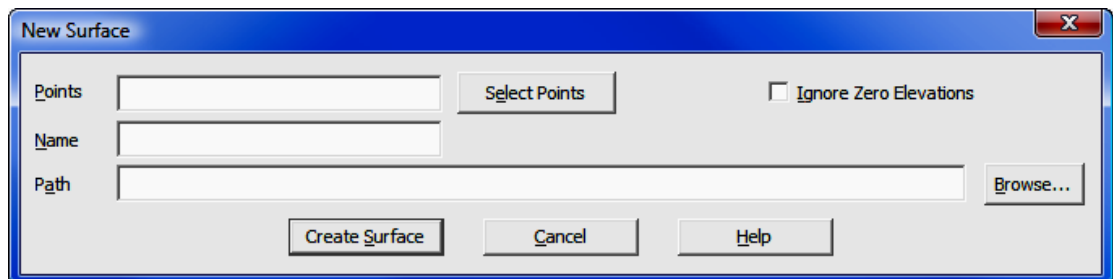 New Surface
X
Points Select Points Ignore Zero Elevations
Name
Path Browse...
Create Surface Cancel Help